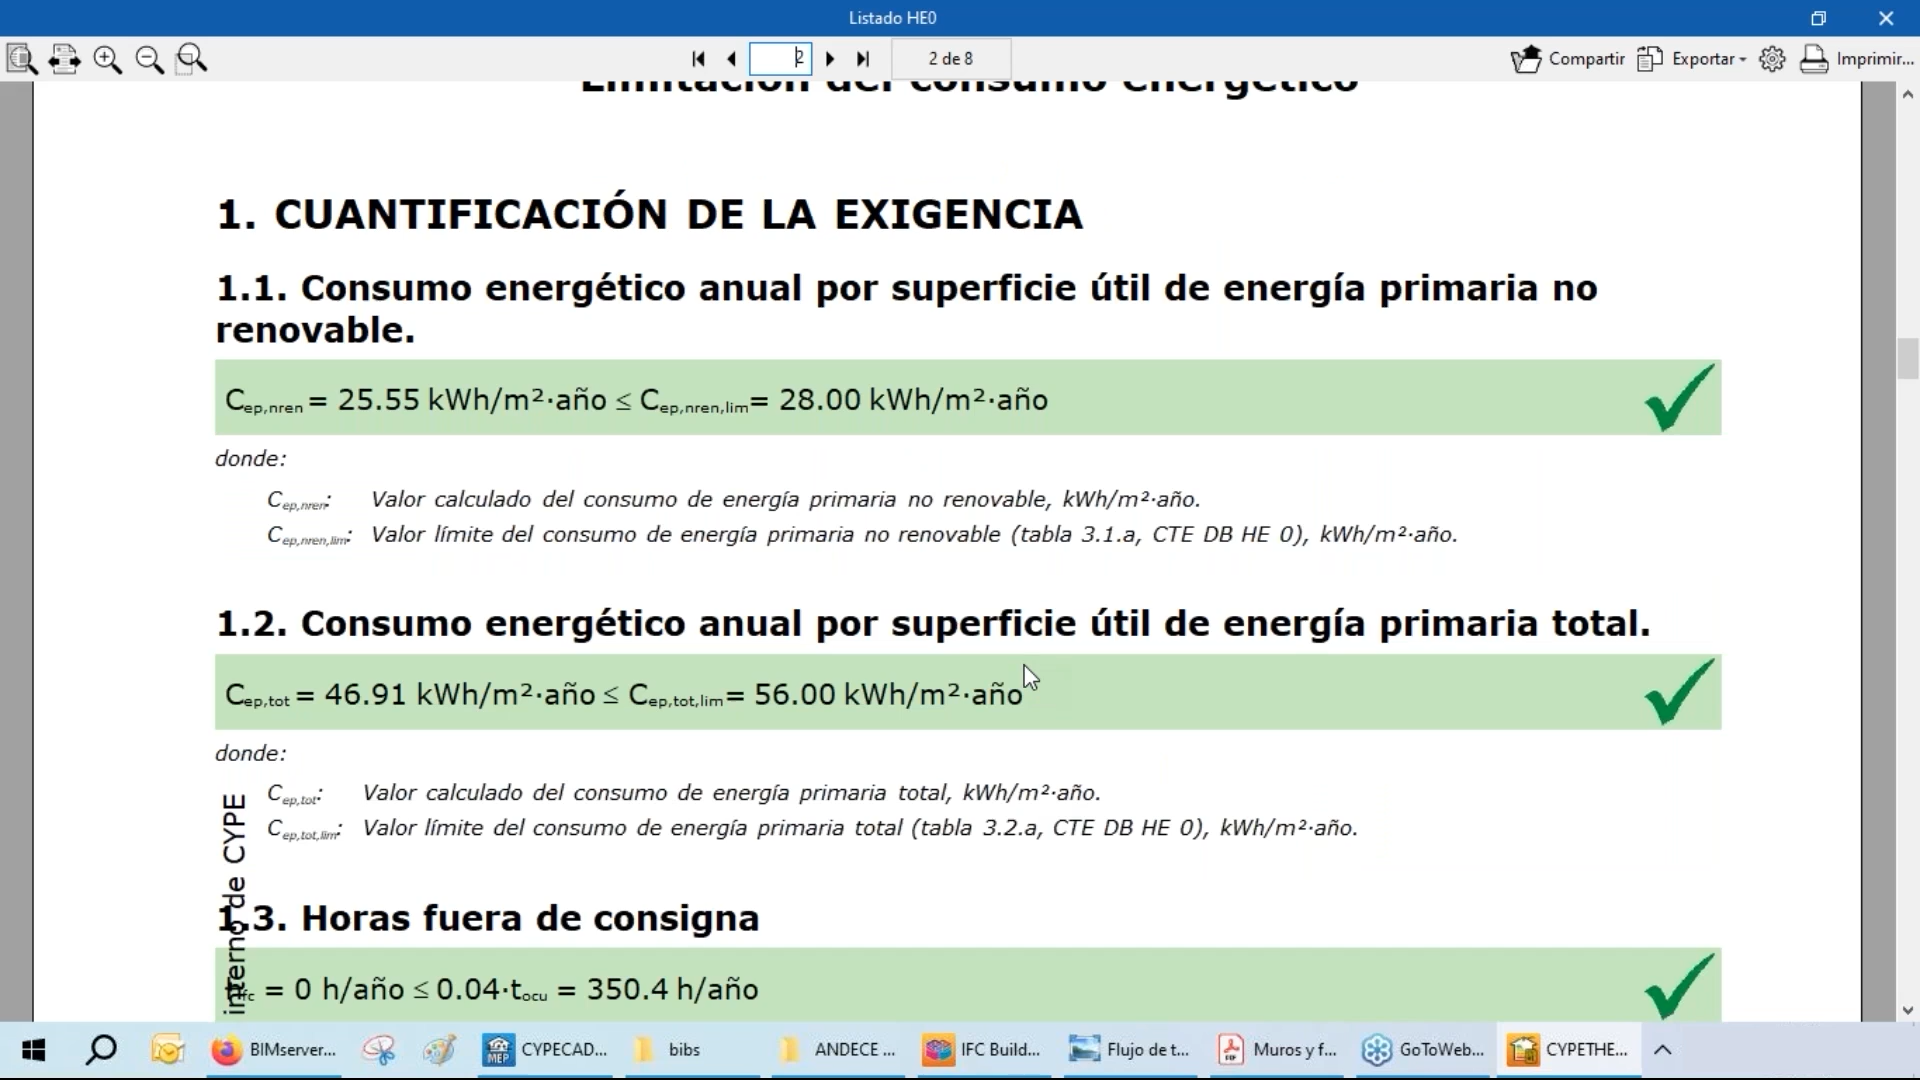 Listado HE0
2
2 de 8
Compartir
Exportar
Imprimir...
Limitación del consumo energético
1. CUANTIFICACIÓN DE LA EXIGENCIA
1.1. Consumo energético anual por superficie útil de energía primaria no
renovable.
Cep,nren = 25.55 kWh/m²·año ≤ Cep,nren,lim= 28.00 kWh/m²·año
donde:
Cep,nren: Valor calculado del consumo de energía primaria no renovable, kWh/m²·año.
Cep,nren,lim: Valor límite del consumo de energía primaria no renovable (tabla 3.1.a, CTE DB HE 0), kWh/m²·año.
1.2. Consumo energético anual por superficie útil de energía primaria total.
Cep,tot = 46.91 kWh/m²·año ≤ Cep,tot,lim= 56.00 kWh/m²·año
donde:
Cep,tot: Valor calculado del consumo de energía primaria total, kWh/m²·año.
Cep,tot,lim: Valor límite del consumo de energía primaria total (tabla 3.2.a, CTE DB HE 0), kWh/m²·año.
interno de CYPE
1.3. Horas fuera de consigna
= 0 h/año ≤ 0.04·tocu = 350.4 h/año
BIMserver...
MEP
CYPECAD...
bibs
ANDECE ...
IFC Build...
Flujo de t...
Muros y f...
GoToWeb...
CYPETHE...